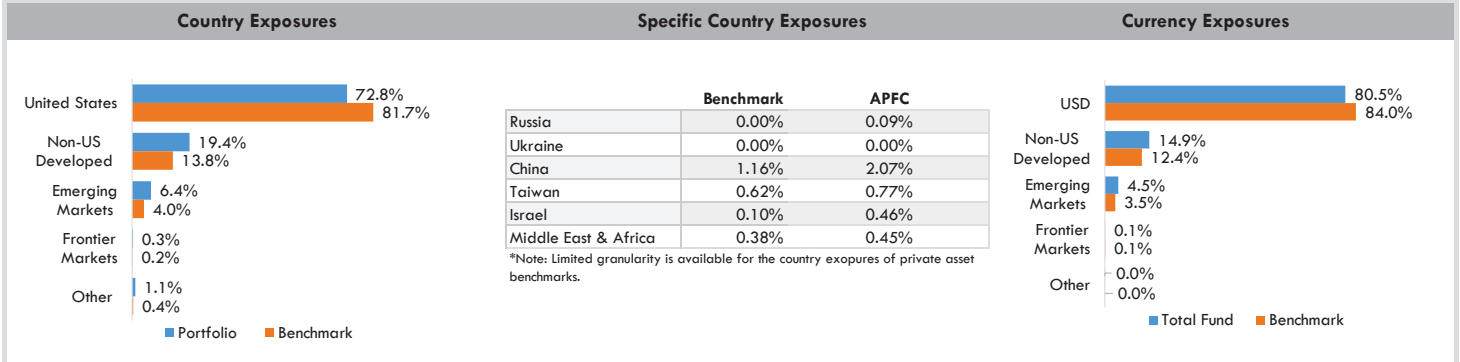 Country Exposures
United States
72.8%
81.7%
Non-US
Developed
19.4%
13.8%
Emerging
Markets
6.4%
4.0%
Frontier
Markets
0.3%
0.2%
Other
1.1%
0.4%
Portfolio Benchmark
Specific Country Exposures
Benchmark APFC
Russia 0.00% 0.09%
Ukraine 0.00% 0.00%
China 1.16% 2.07%
Taiwan 0.62% 0.77%
Israel 0.10% 0.46%
Middle East & Africa 0.38% 0.45%
*Note: Limited granularity is available for the country exopures of private asset
benchmarks.
Currency Exposures
USD
80.5%
84.0%
Non-US
Developed
14.9%
12.4%
Emerging
Markets
4.5%
3.5%
Frontier
Markets
0.1%
0.1%
Other
0.0%
0.0%
Total Fund Benchmark